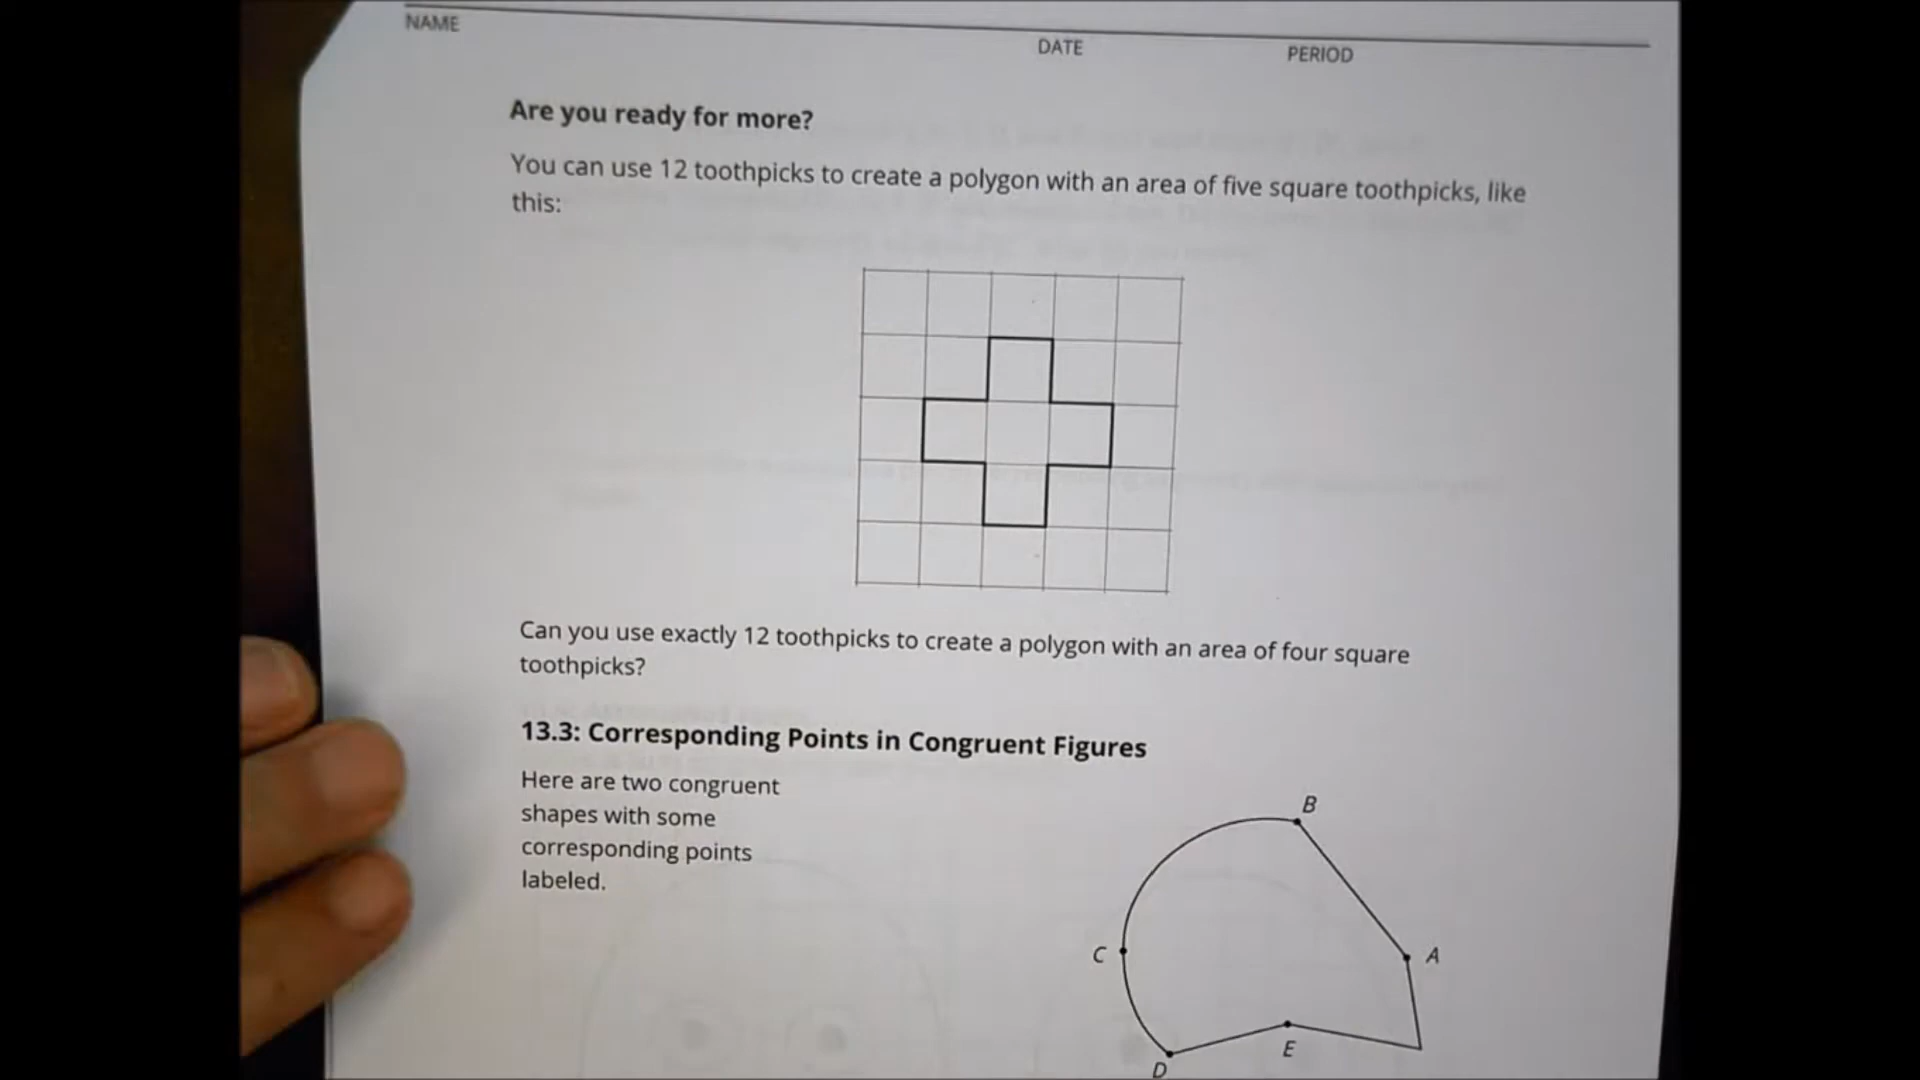 NAME
DATE
PERIOD
Are you ready for more?
You can use 12 toothpicks to create a polygon with an area of five square toothpicks, like
this:
Can you use exactly 12 toothpicks to create a polygon with an area of four square
toothpicks?
13.3: Corresponding Points in Congruent Figures
Here are two congruent
shapes with some
corresponding points
labeled.
B
C
A
E
D